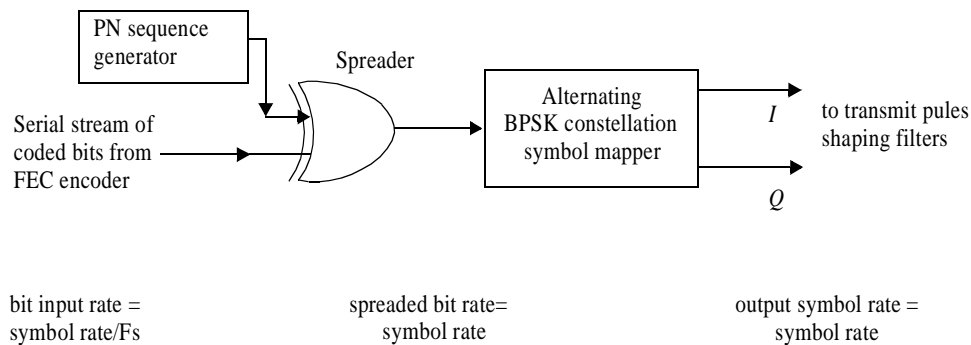 PN sequence
generator
Spreader
Serial stream of
coded bits from
FEC encoder
Alternating
BPSK constellation
symbol mapper
I
Q
to transmit pules
shaping filters
bit input rate =
symbol rate/Fs
spreaded bit rate=
symbol rate
output symbol rate =
symbol rate